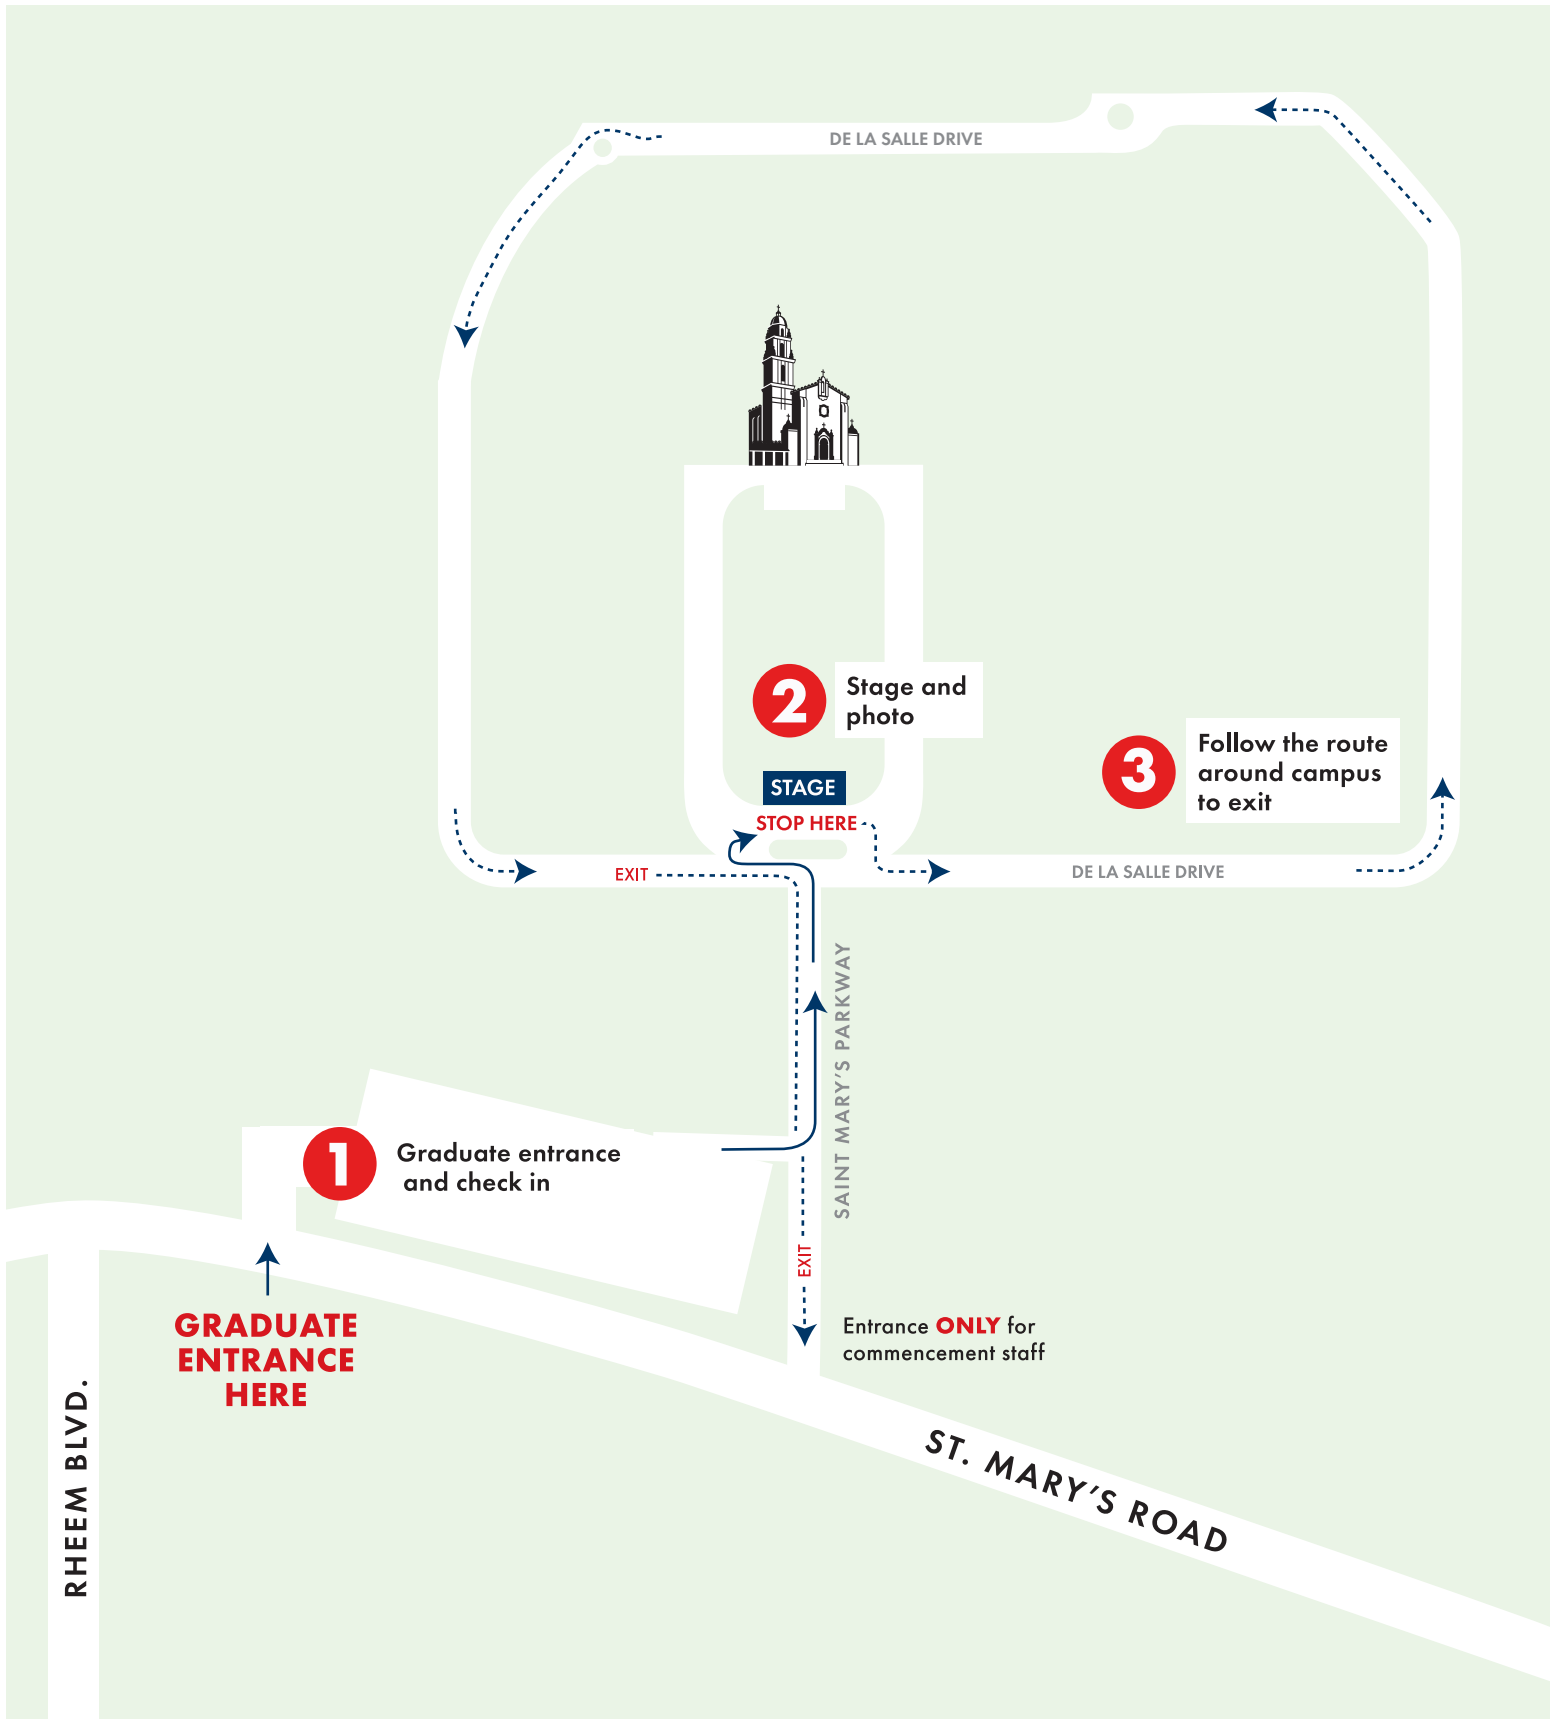 DE LA SALLE DRIVE
2
Stage and
photo
3
Follow the route
around campus
to exit
STAGE
STOP HERE
EXIT
DE LA SALLE DRIVE
SAINT MARY'S PARKWAY
1
Graduate entrance
and check in
EXIT
GRADUATE
ENTRANCE
HERE
Entrance ONLY for
commencement staff
RHEEM BLVD.
ST. MARY'S ROAD